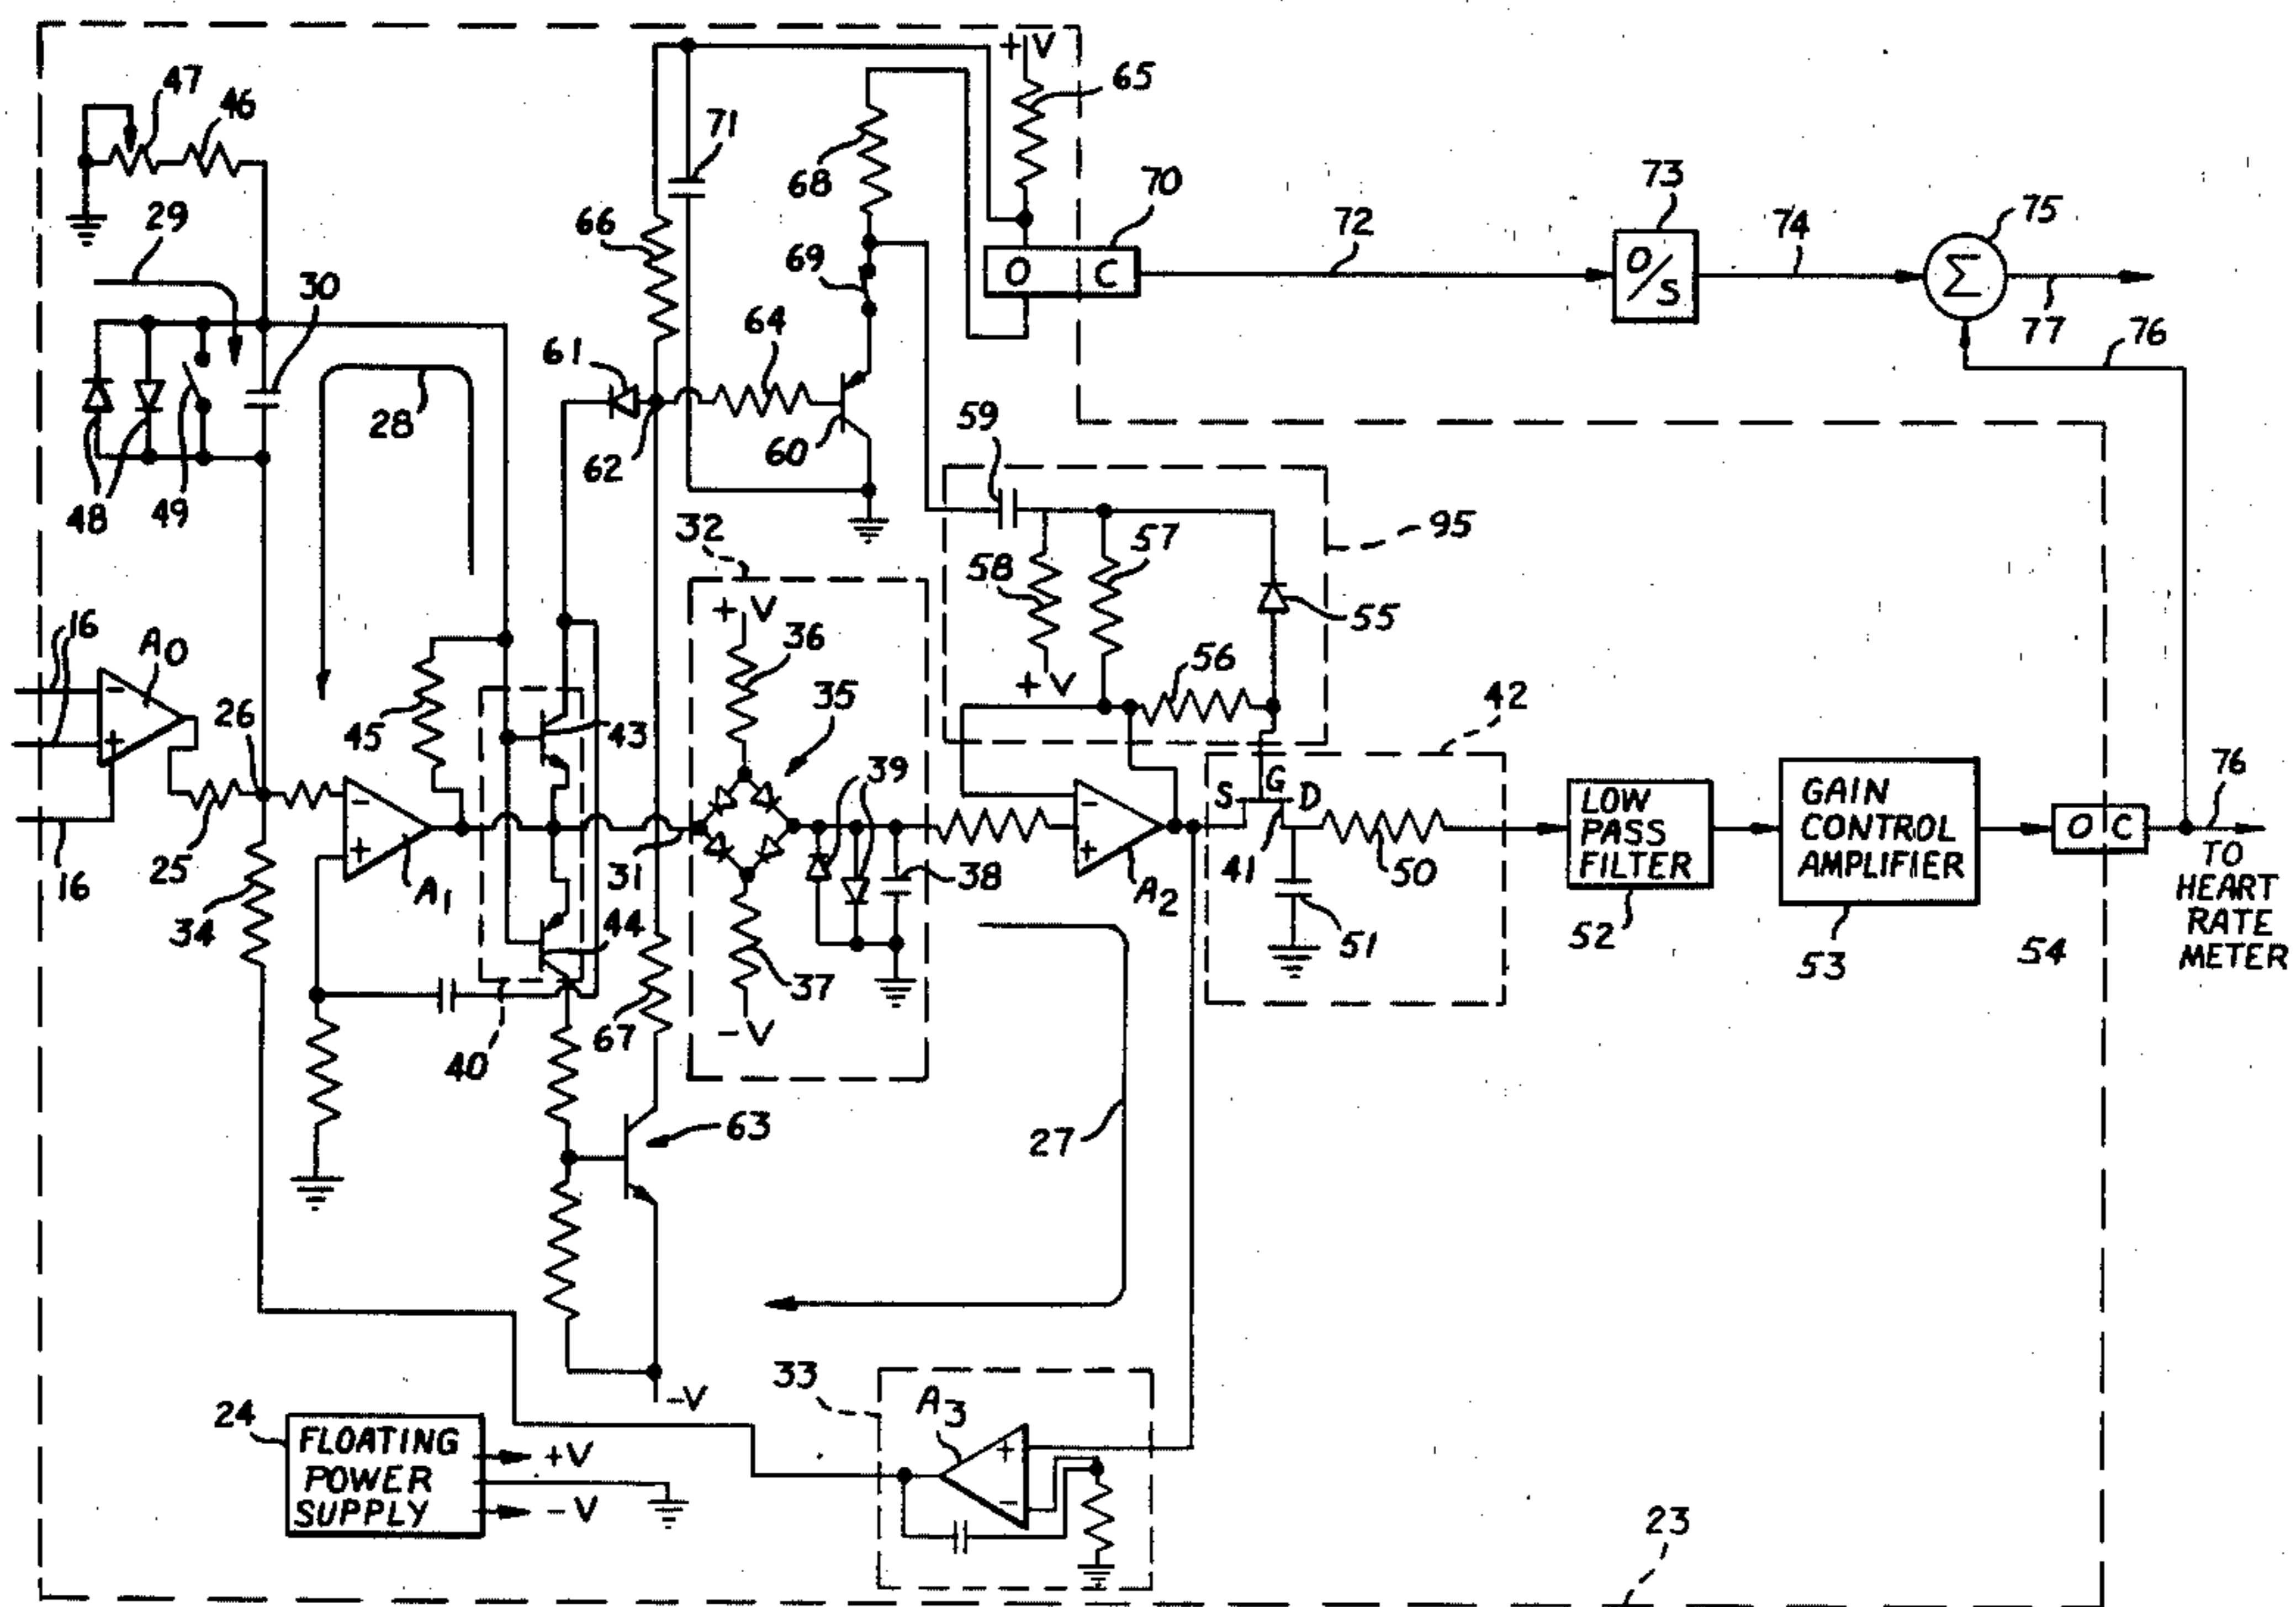 +V
47
46
65
71
68
70
73
75
29
66
72
74
O/S
Σ
69
O C
30
64
77
76
61
28
59
62
60
48
49
32
95
57
58
+V
36
56
55
+V
16
A0
35
42
26
45
43
39
G
S
D
LOW
PASS
FILTER
GAIN
CONTROL
AMPLIFIER
O C
76
TO
HEART
RATE
METER
-
+
-
+
-
+
25
16
A1
31
38
A2
41
50
34
44
51
52
53
54
37
67
-V
40
63
27
-V
33
A3
24
FLOATING
POWER
SUPPLY
+V
-V
+
-
23